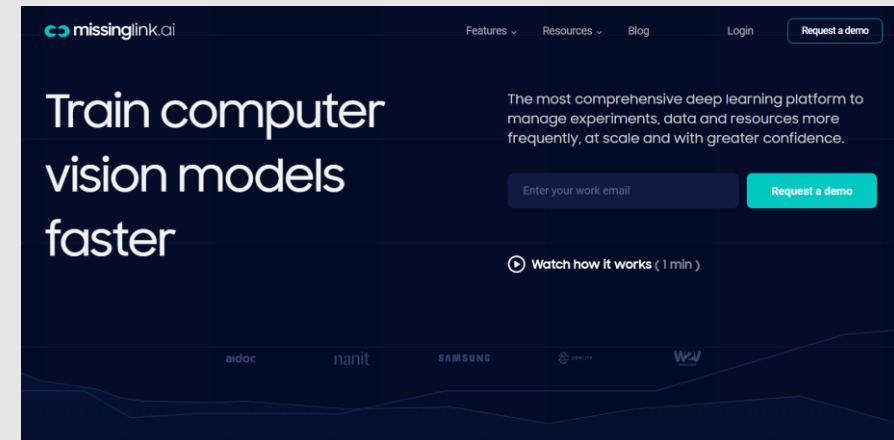 missinglink.ai
Features Resources Blog Login Request a demo
Train computer
vision models
faster
The most comprehensive deep learning platform to
manage experiments, data and resources more
frequently, at scale and with greater confidence.
Enter your work email Request a demo
Watch how it works ( 1 min )
aidoc nanit SAMSUNG